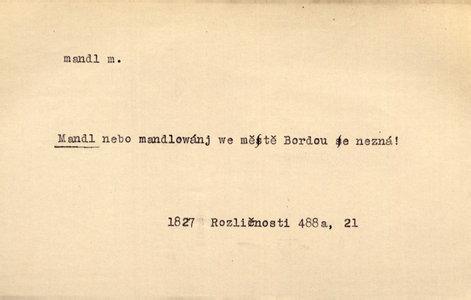 mandl m.
Mandl nebo mandlowánj we městě Bordou se nezná!
1827 Rozličnosti 488a, 21